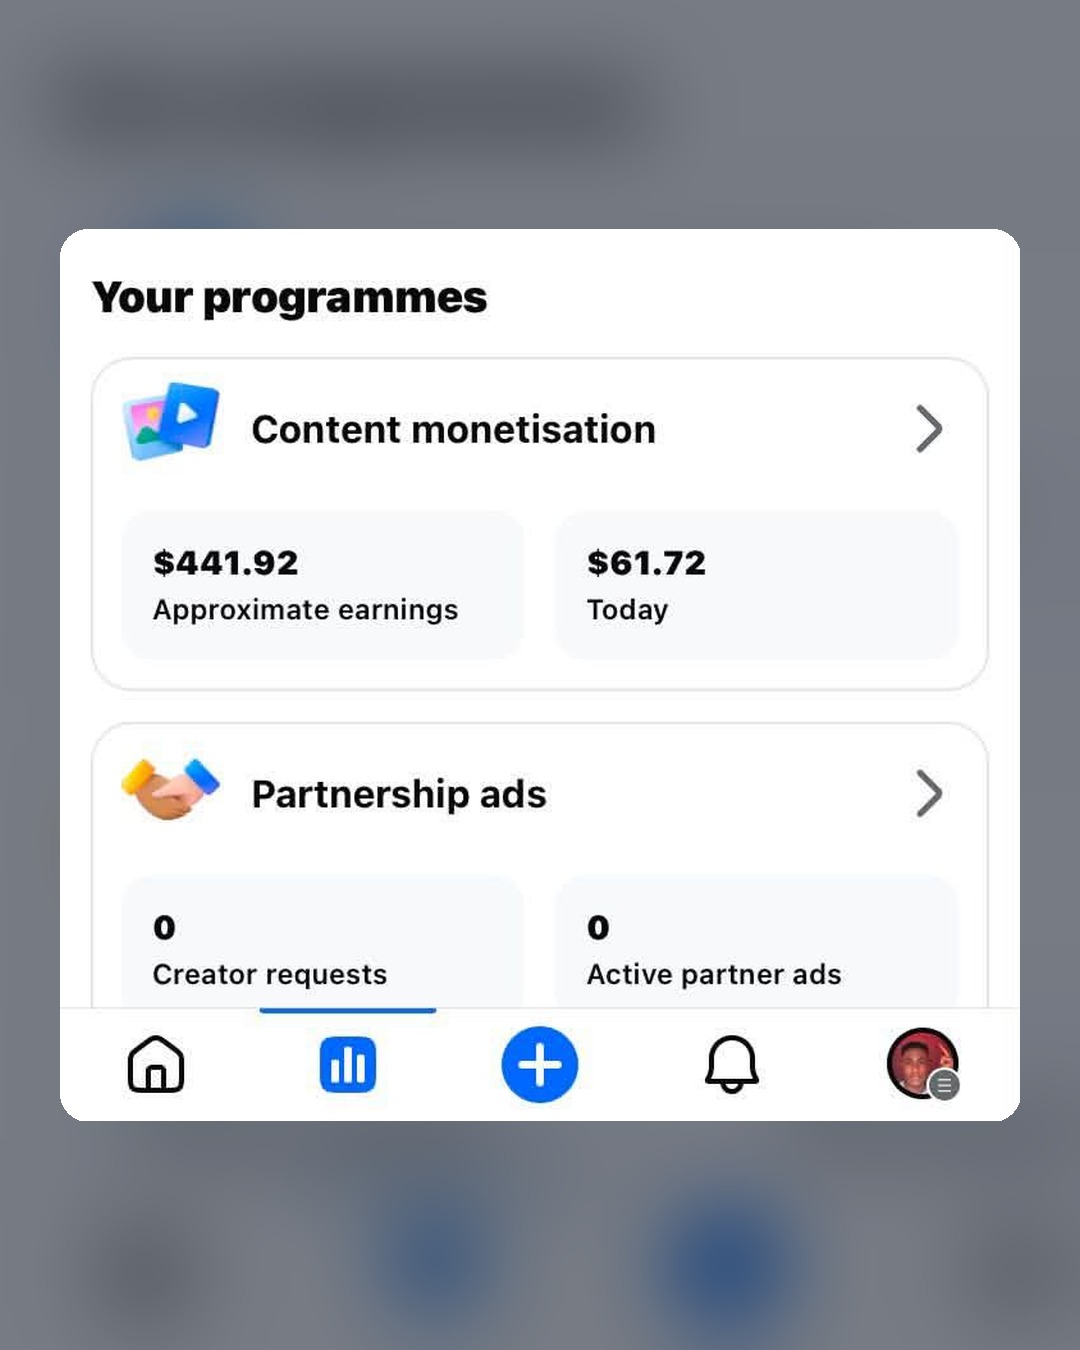 Your programmes
Content monetisation
$441.92
Approximate earnings
$61.72
Today
Partnership ads
0
Creator requests
0
Active partner ads